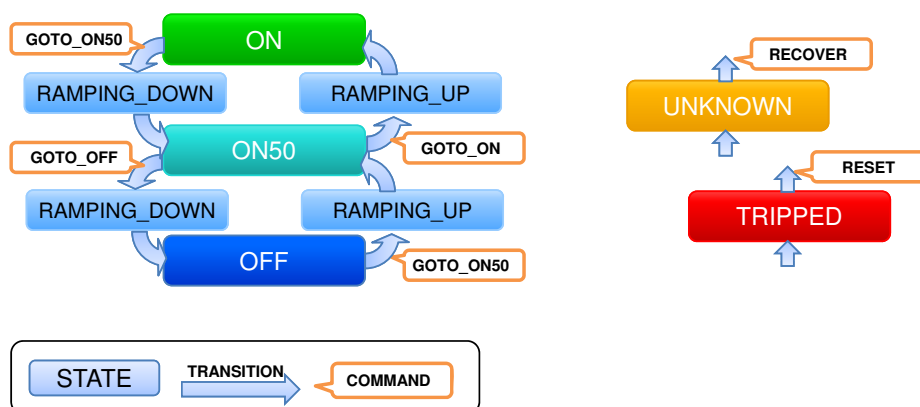 GOTO_ON50
ON
RAMPING_DOWN
RAMPING_UP
GOTO_OFF
ON50
GOTO_ON
RAMPING_DOWN
RAMPING_UP
OFF
GOTO_ON50
RECOVER
UNKNOWN
RESET
TRIPPED
STATE
TRANSITION
COMMAND